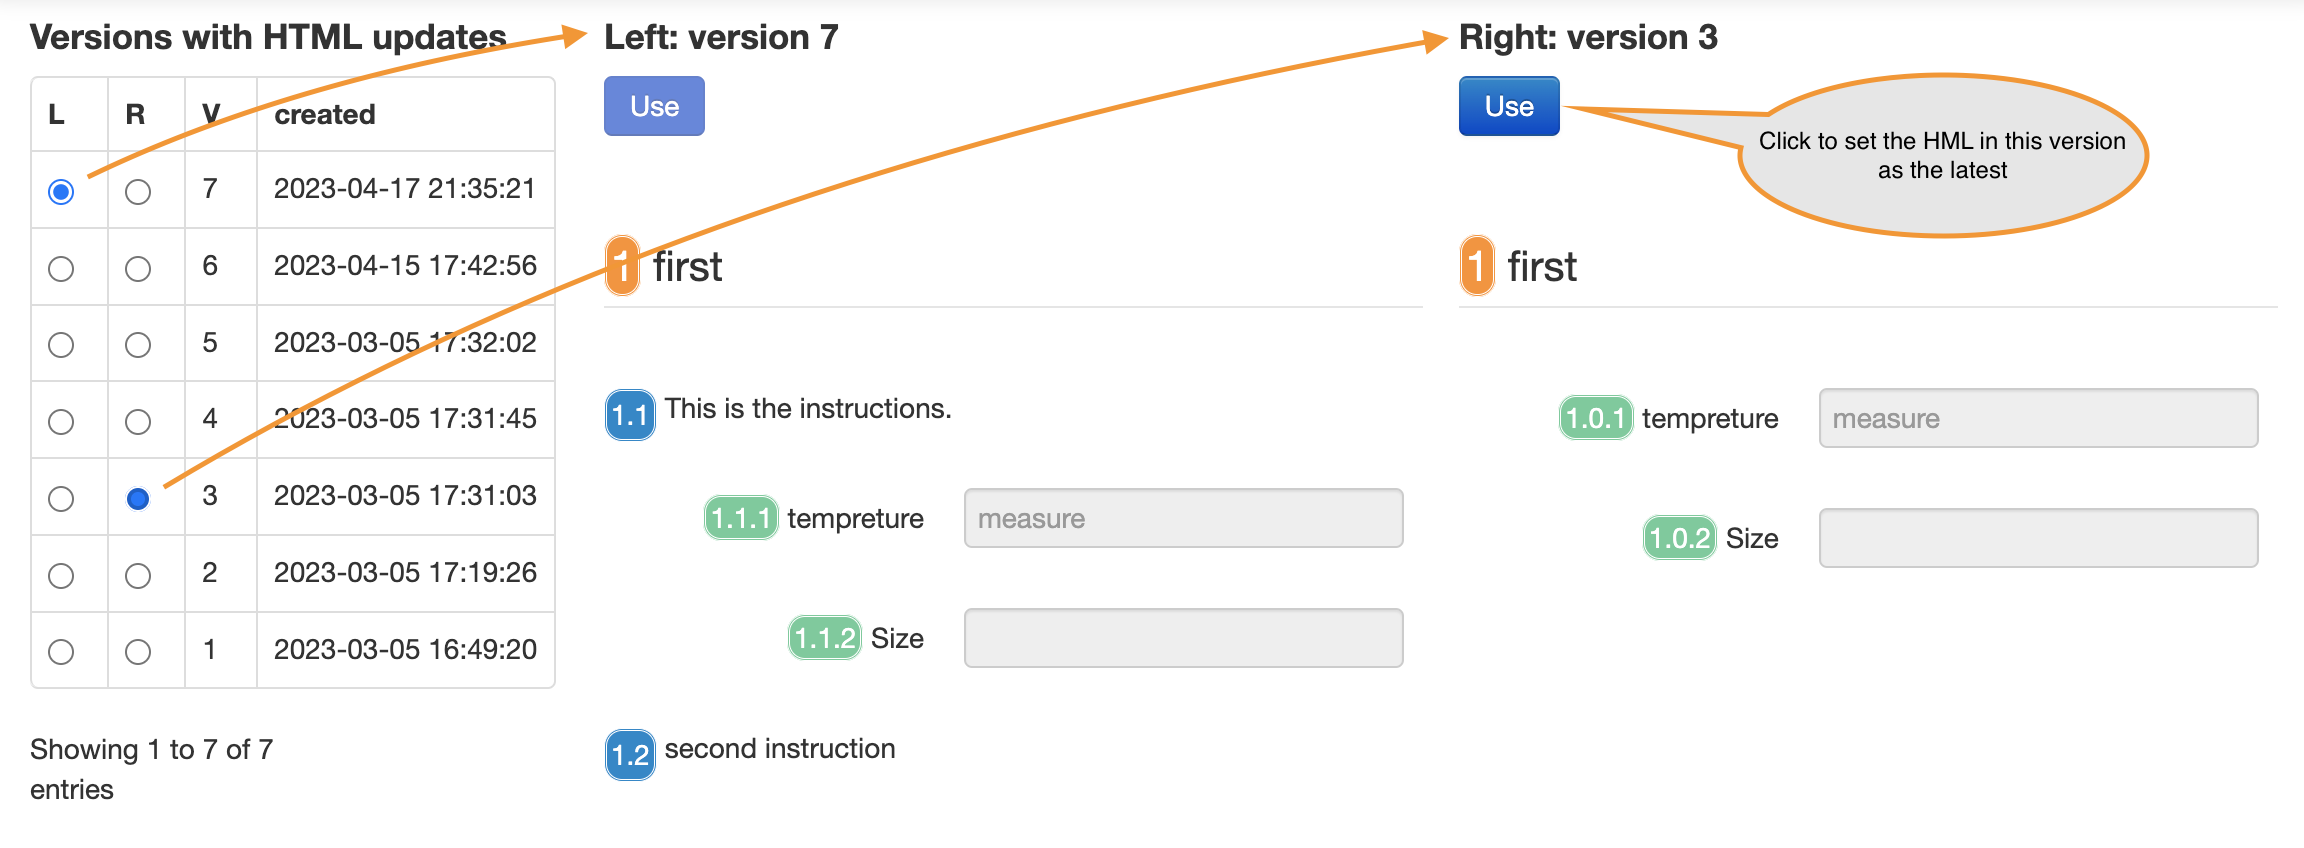 Versions with HTML updates
L R V created
7 2023-04-17 21:35:21
6 2023-04-15 17:42:56
5 2023-03-05 17:32:02
4 2023-03-05 17:31:45
3 2023-03-05 17:31:03
2 2023-03-05 17:19:26
1 2023-03-05 16:49:20
Showing 1 to 7 of 7
entries
Left: version 7
Use
1 first
1.1 This is the instructions.
1.1.1 tempreture measure
1.1.2 Size
1.2 second instruction
Right: version 3
Use
Click to set the HML in this version
as the latest
1 first
1.0.1 tempreture measure
1.0.2 Size